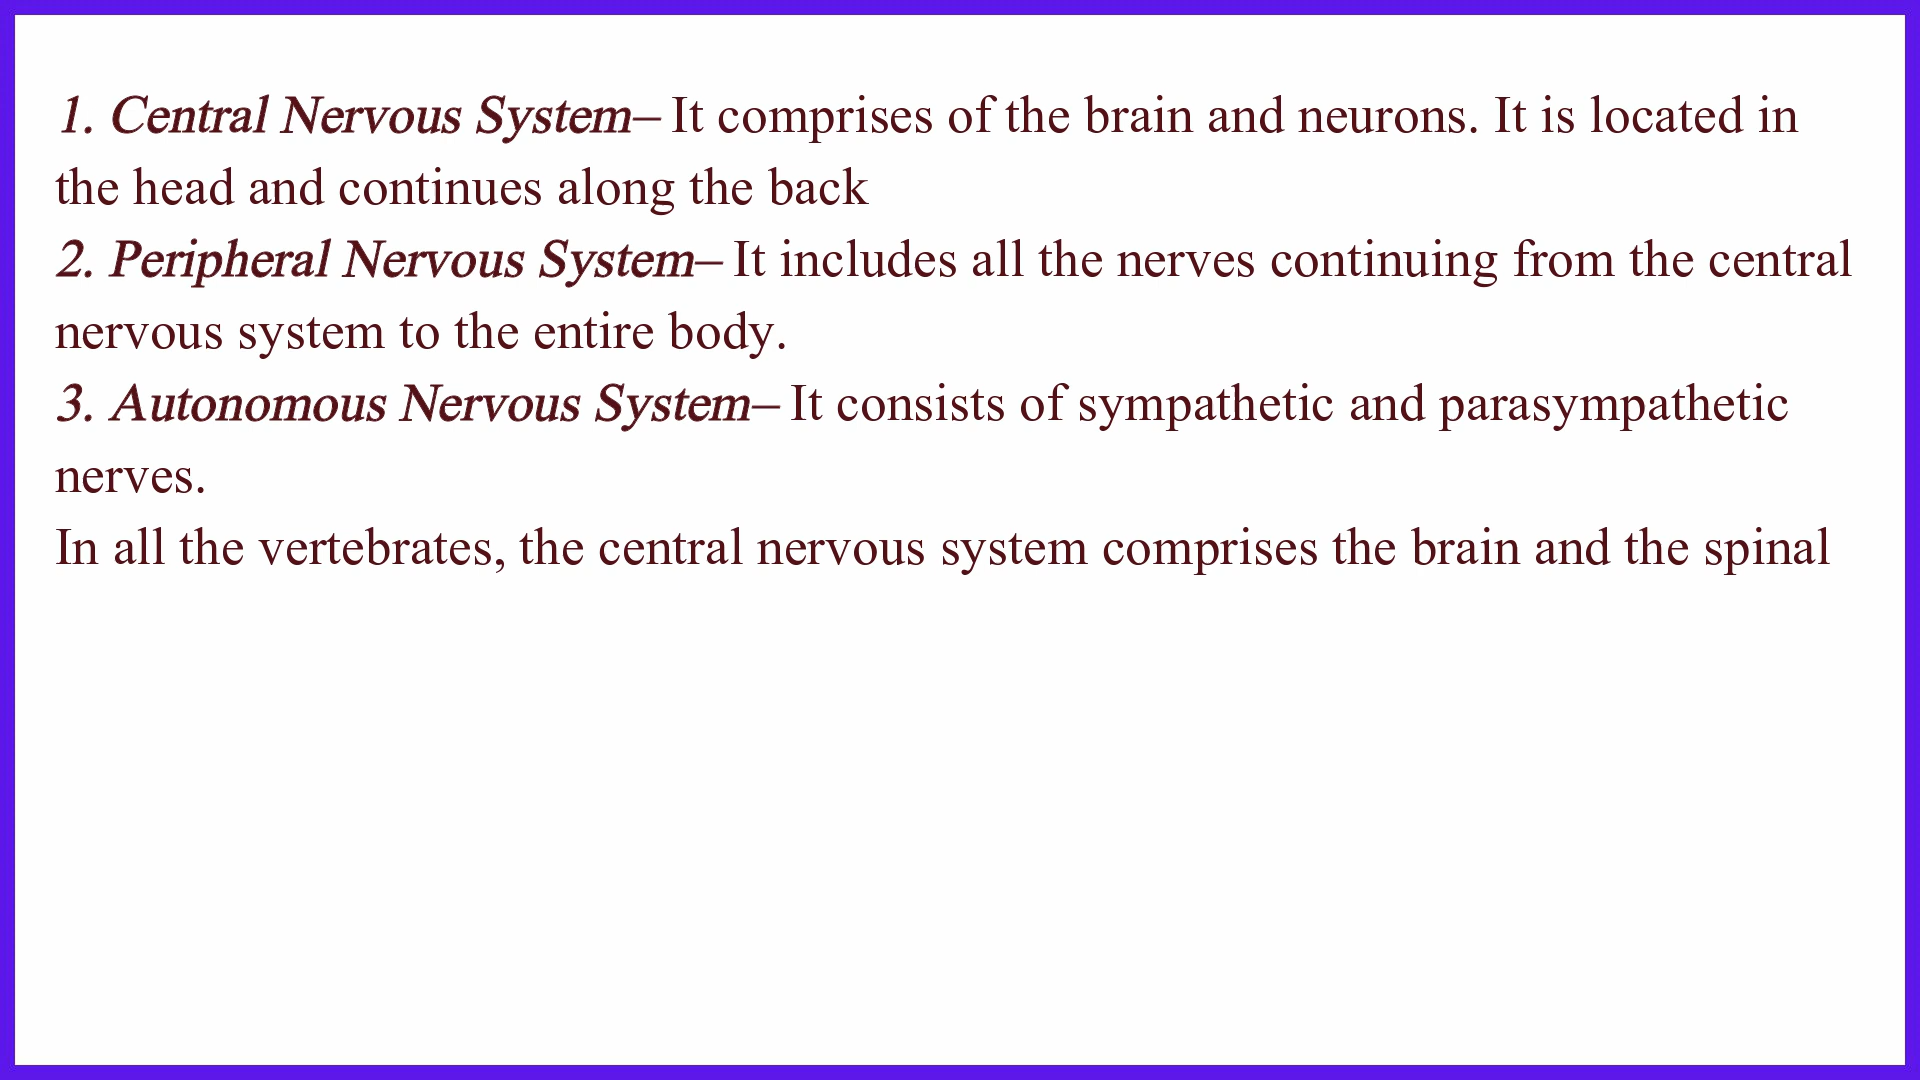 1. Central Nervous System– It comprises of the brain and neurons. It is located in
the head and continues along the back
2. Peripheral Nervous System– It includes all the nerves continuing from the central
nervous system to the entire body.
3. Autonomous Nervous System– It consists of sympathetic and parasympathetic
nerves.
In all the vertebrates, the central nervous system comprises the brain and the spinal